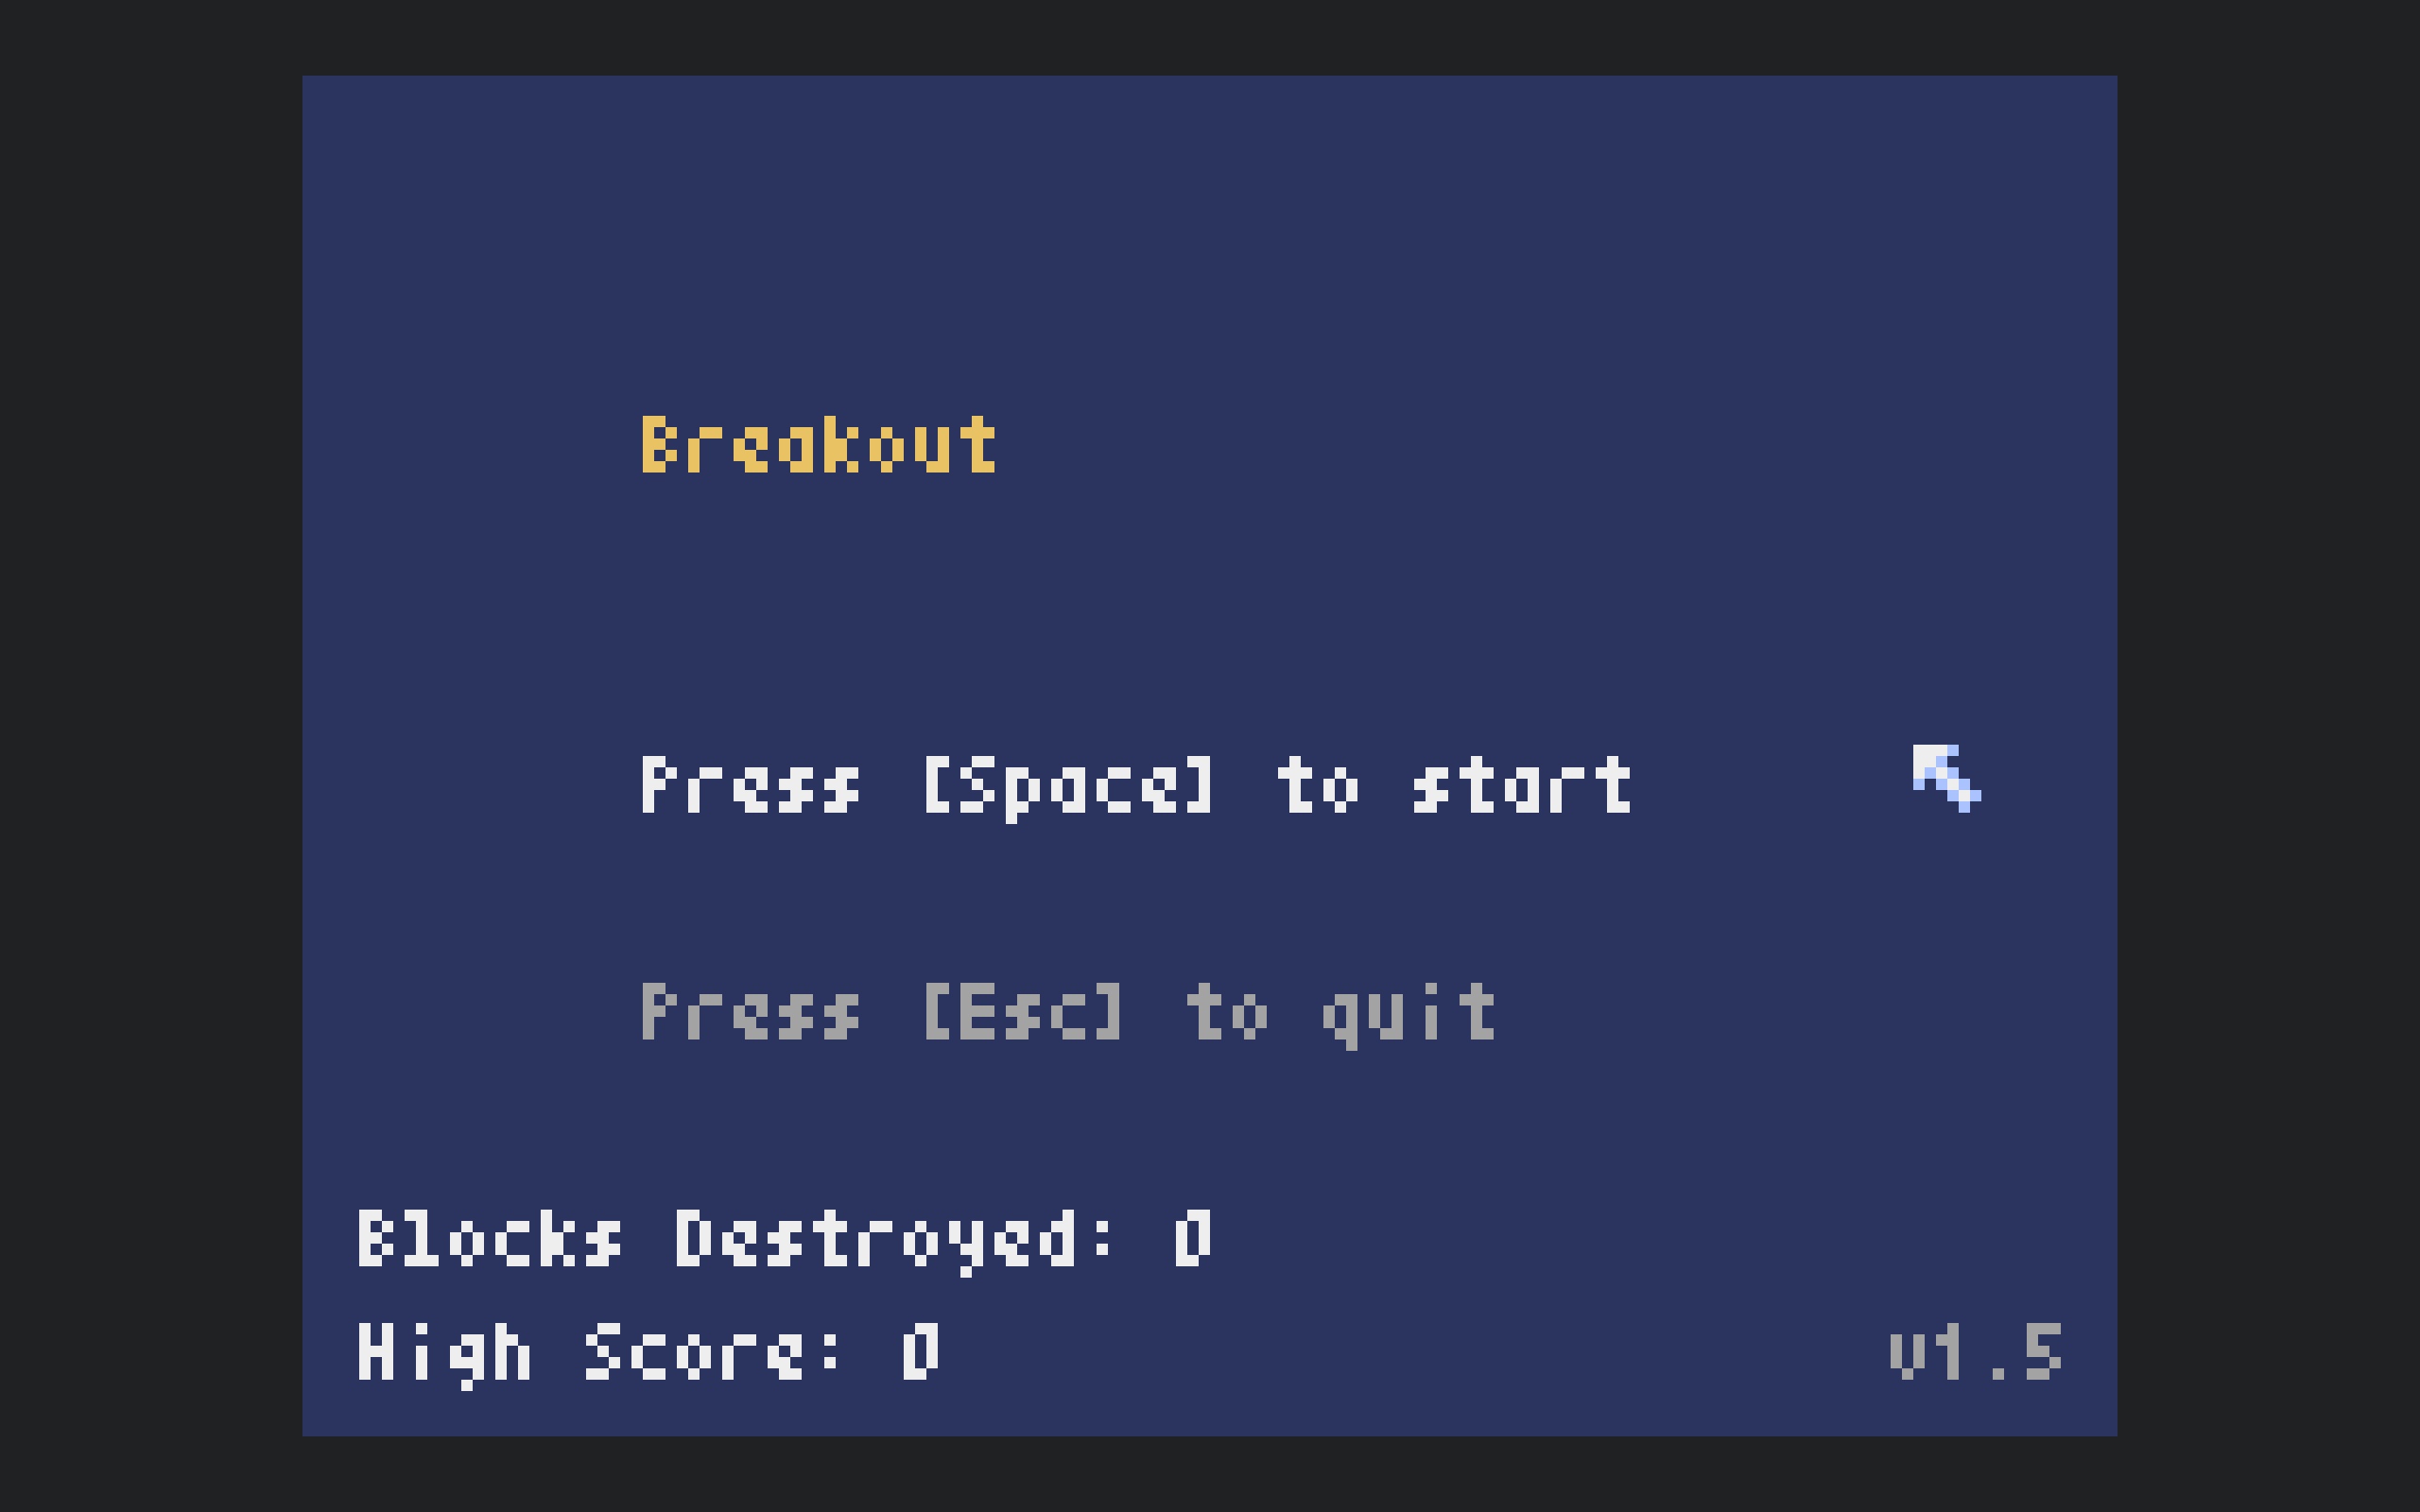 Breakout
Press [Space] to start
Press [Esc] to quit
Blocks Destroyed: 0
High Score: 0
v1.5